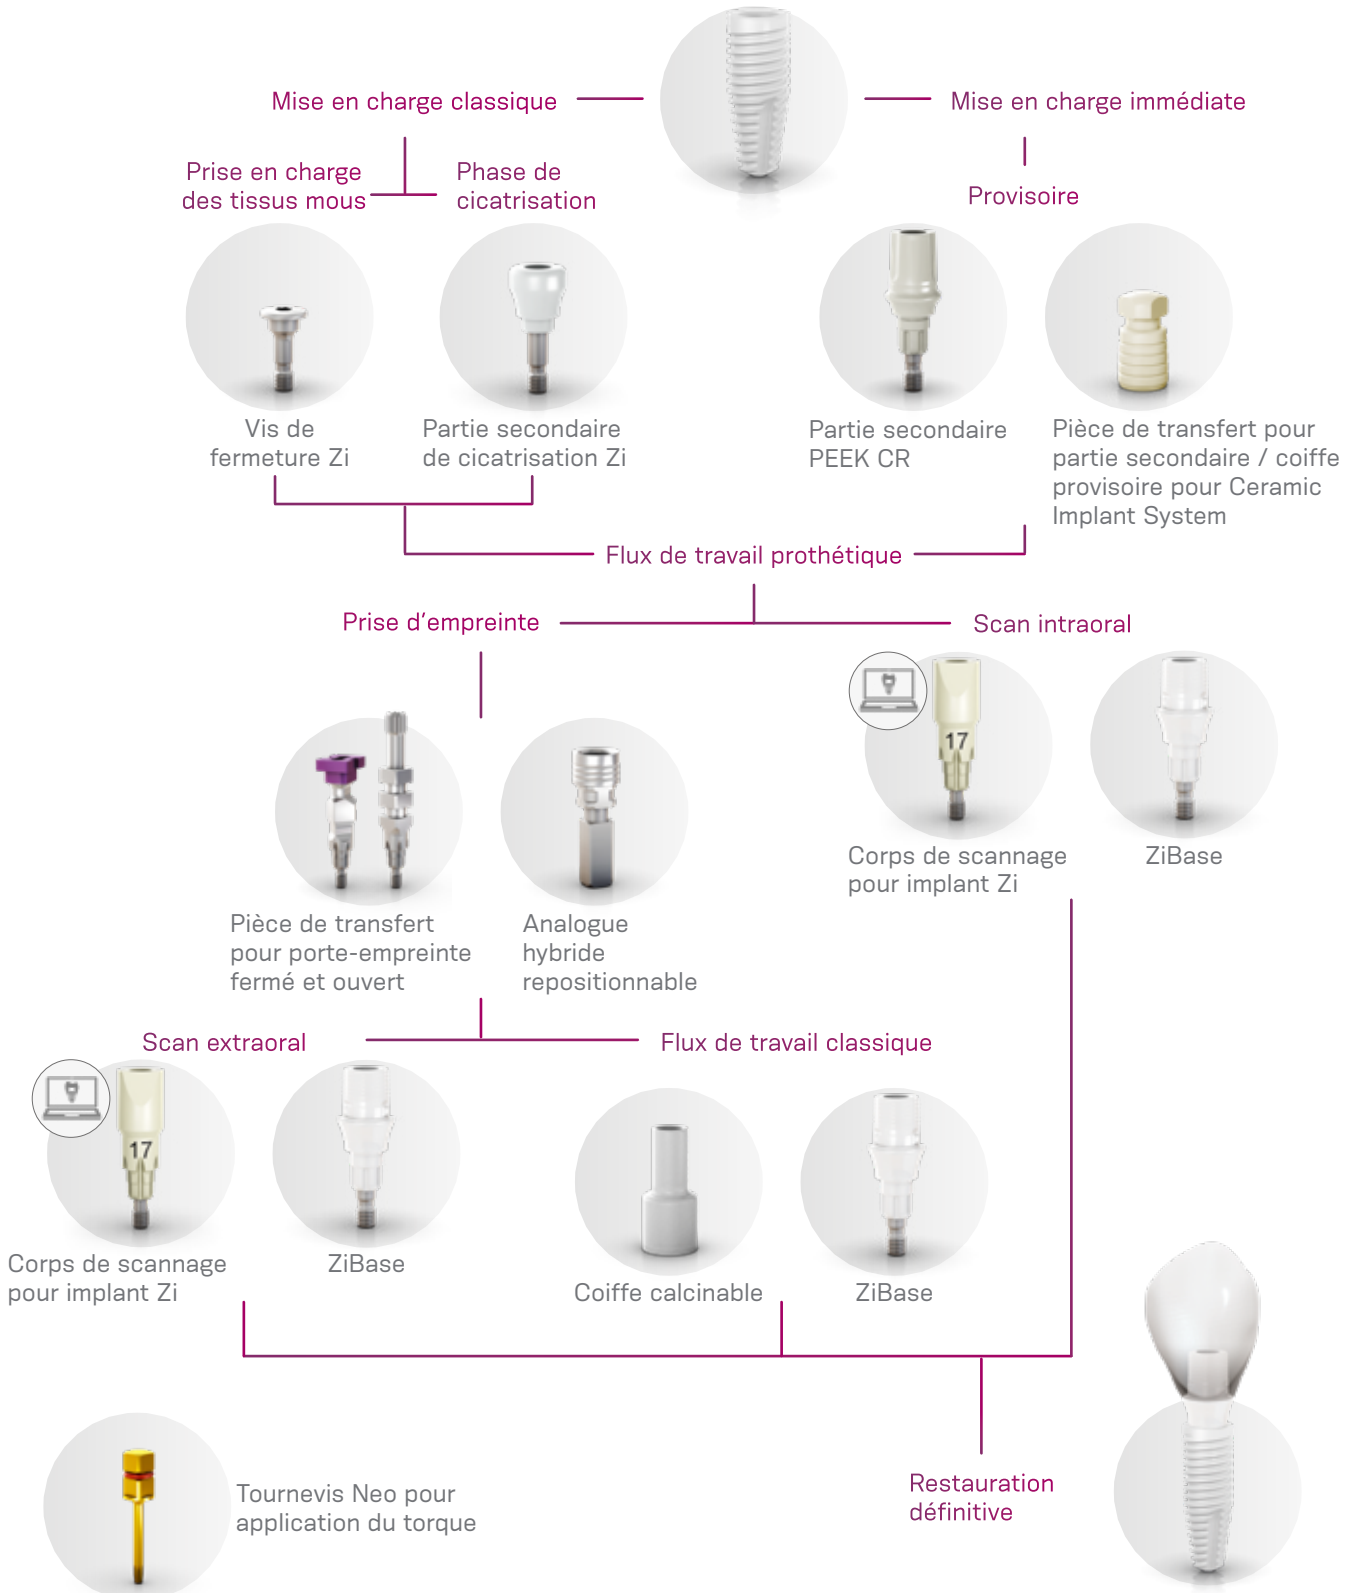 Mise en charge classique
Mise en charge immédiate
Prise en charge
des tissus mous
Phase de
cicatrisation
Provisoire
Vis de
fermeture Zi
Partie secondaire
de cicatrisation Zi
Partie secondaire
PEEK CR
Pièce de transfert pour
partie secondaire / coiffe
provisoire pour Ceramic
Implant System
Flux de travail prothétique
Prise d’empreinte
Scan intraoral
17
Corps de scannage
pour implant Zi
ZiBase
Pièce de transfert
pour porte-empreinte
fermé et ouvert
Analogue
hybride
repositionnable
Scan extraoral
Flux de travail classique
17
Corps de scannage
pour implant Zi
ZiBase
Coiffe calcinable
ZiBase
Tournevis Neo pour
application du torque
Restauration
définitive